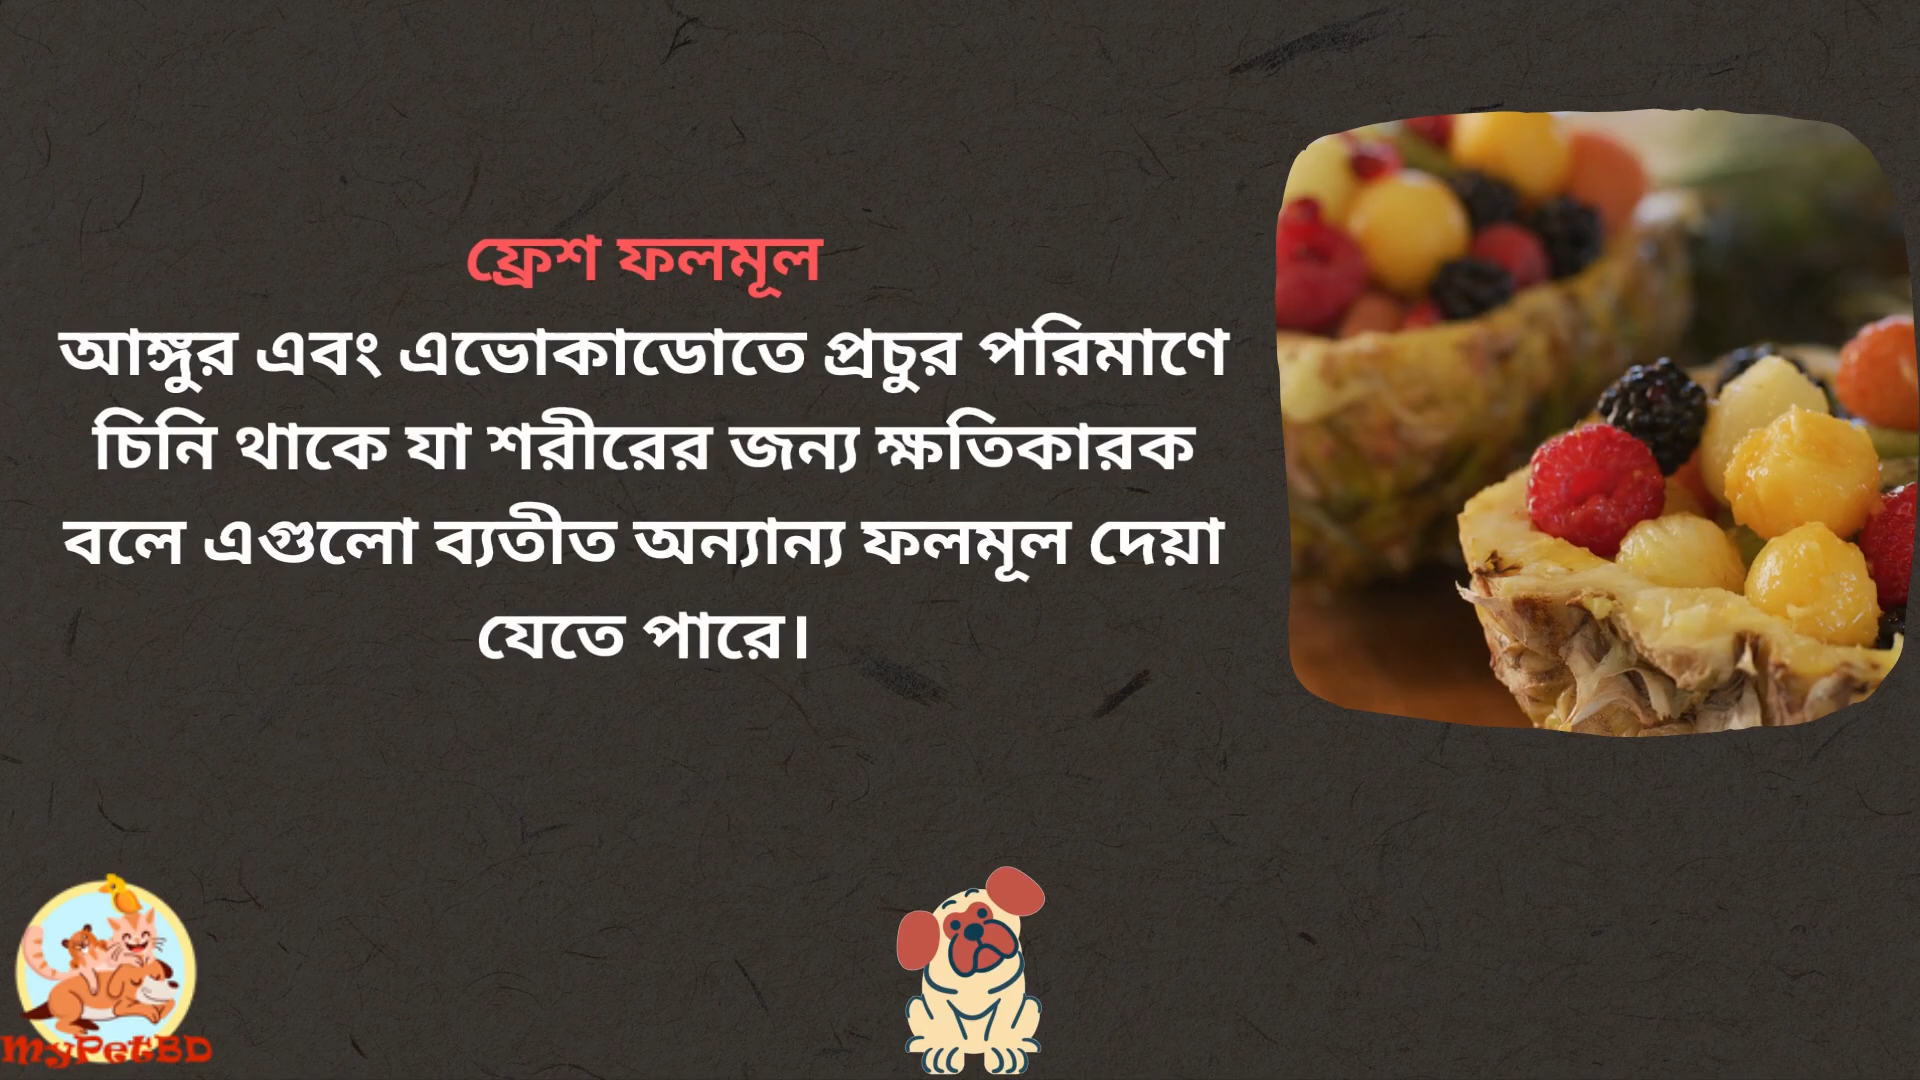 ফ্রেশ ফলমূল
আঙ্গুর এবং এভোকাডোতে প্রচুর পরিমাণে
চিনি থাকে যা শরীরের জন্য ক্ষতিকারক
বলে এগুলো ব্যতীত অন্যান্য ফলমূল দেয়া
যেতে পারে।
MyPetBD